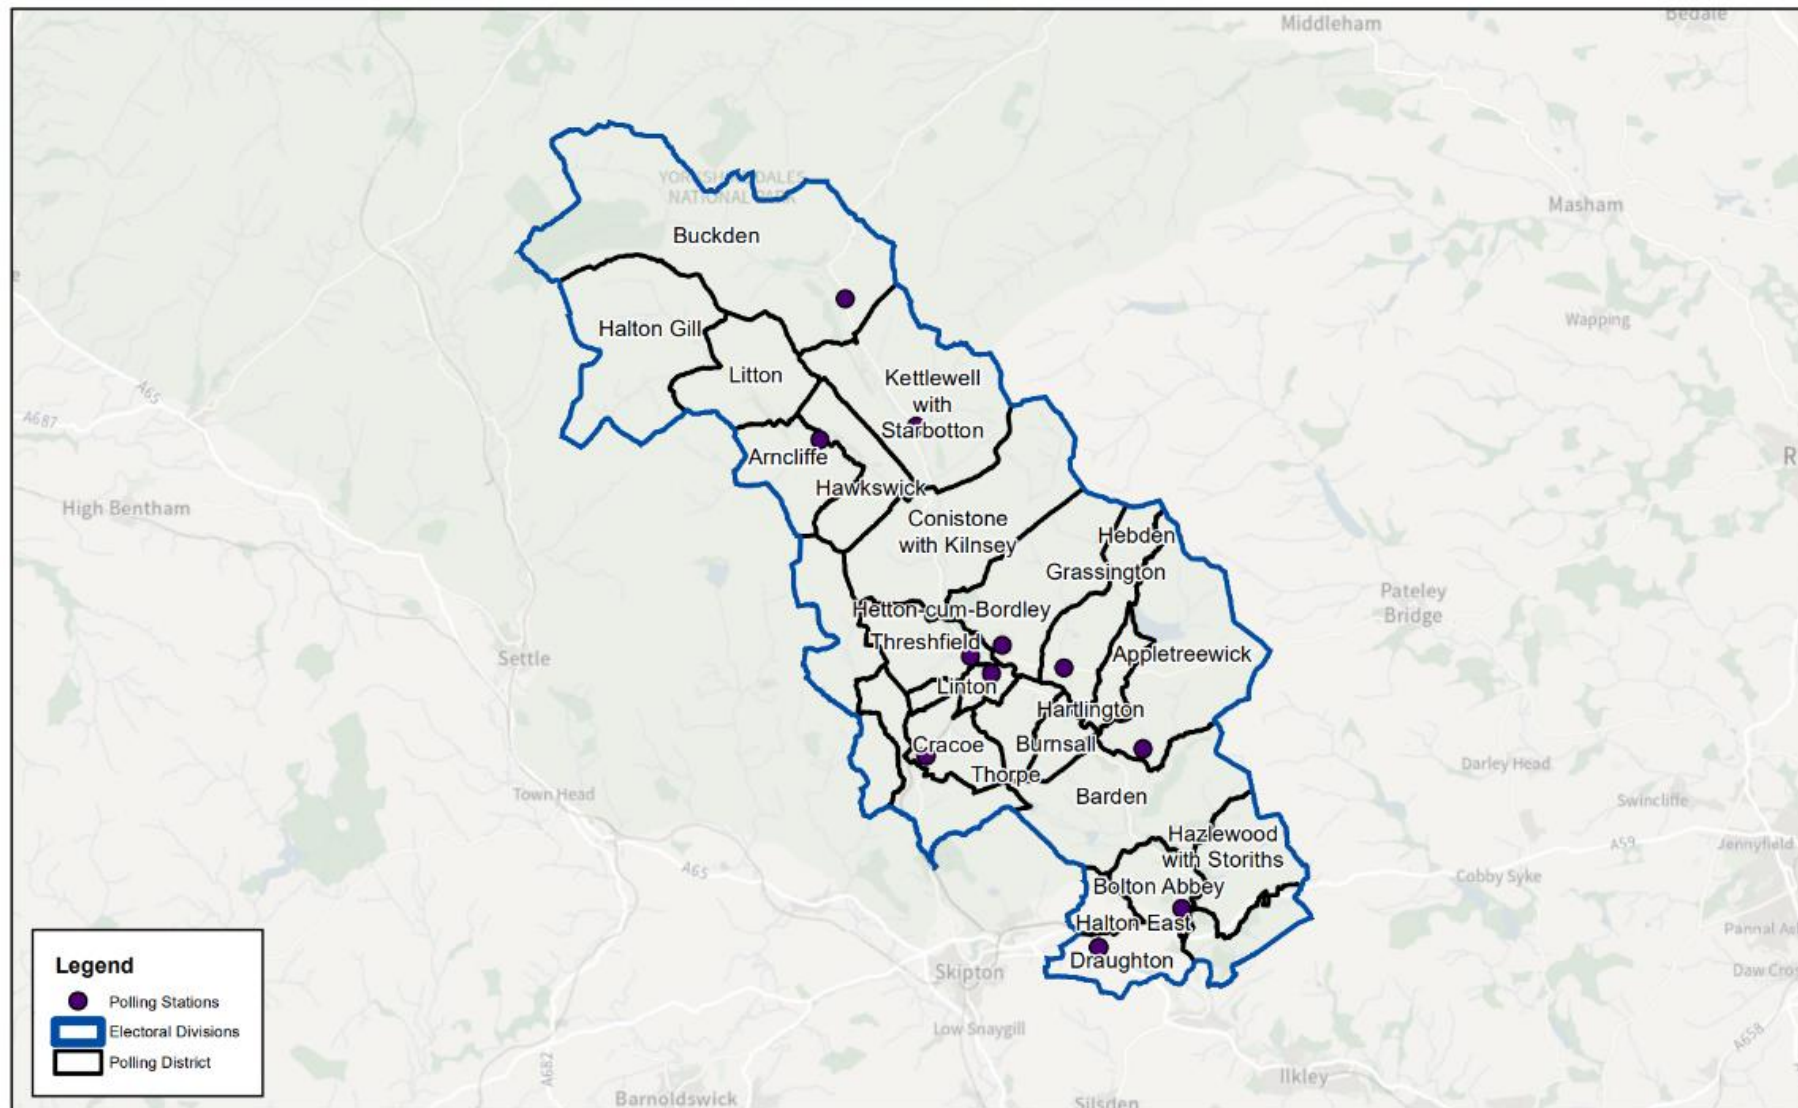 Middleham
Bedale
YORKSHIRE DALES
NATIONAL PARK
Masham
Buckden
Wapping
Halton Gill
Litton
Kettlewell
with
Starbotton
A65
A687
Arncliffe
Hawkswick
High Bentham
Conistone
with Kilnsey
Hebden
Grassington
Pateley
Bridge
Hetton-cum-Bordley
Threshfield
Settle
Appletreewick
Linton
Hartlington
Cracoe
Burnsall
Thorpe
Darley Head
Town Head
Barden
Swincliffe
Hazlewood
with Storiths
A59
Jennyfield
A65
Cobby Syke
Bolton Abbey
Halton East
Draughton
Skipton
Low Snaygill
A658
A682
Ilkley
Barnoldswick
Silsden
Legend
Polling Stations
Electoral Divisions
Polling District